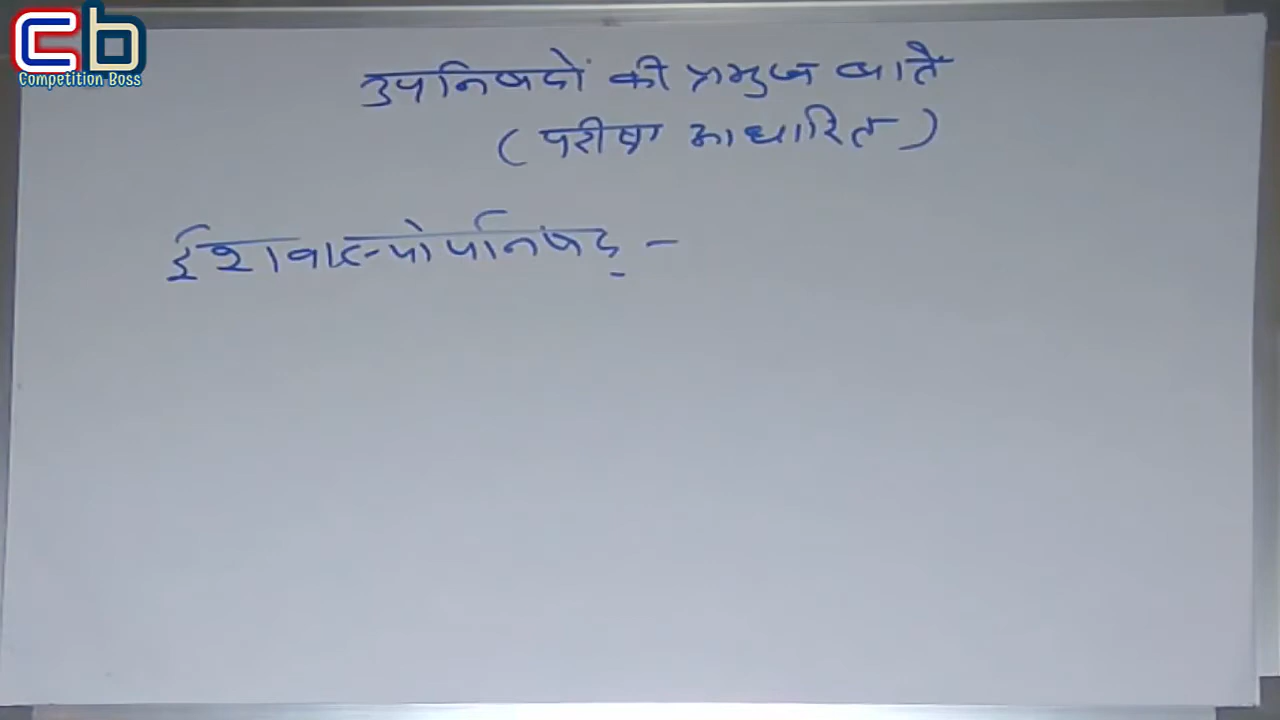 Cb
Competition Boss
उपनिषदों की प्रमुख बातें
(परीक्षा आधारित)
ईशावास्योपनिषद् -